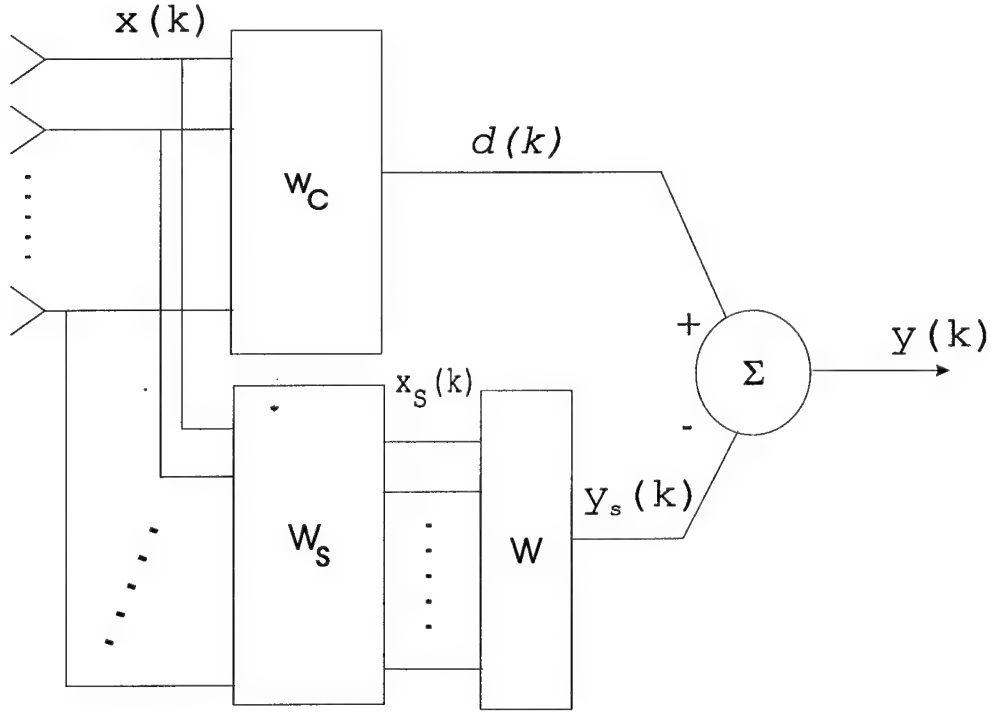 x(k)
w_C
d(k)
+
Σ
y(k)
-
x_S(k)
W_S
W
y_s(k)